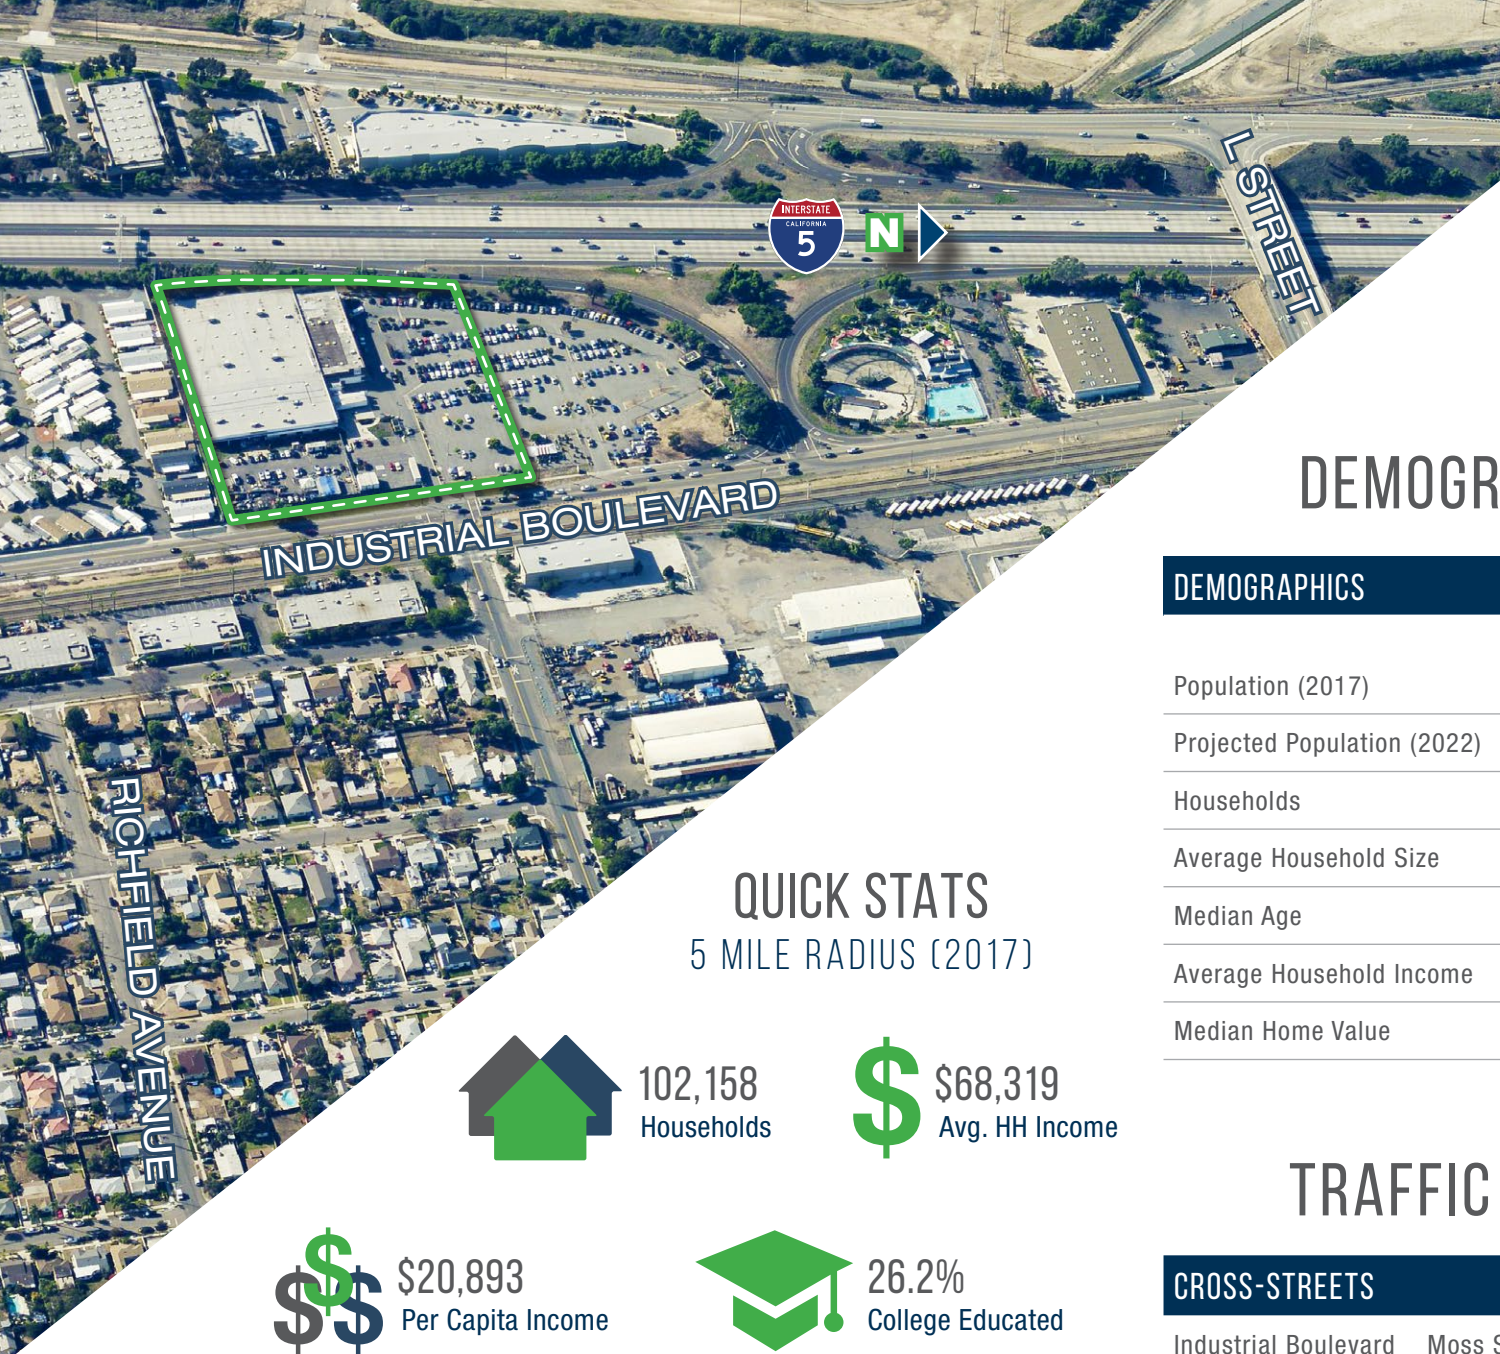 L STREET
INTERSTATE
CALIFORNIA
5
N
INDUSTRIAL BOULEVARD
RICHFIELD AVENUE
QUICK STATS
5 MILE RADIUS (2017)
102,158
Households
$68,319
Avg. HH Income
$20,893
Per Capita Income
26.2%
College Educated
DEMOGR
DEMOGRAPHICS
Population (2017)
Projected Population (2022)
Households
Average Household Size
Median Age
Average Household Income
Median Home Value
TRAFFIC
CROSS-STREETS
Industrial Boulevard Moss S